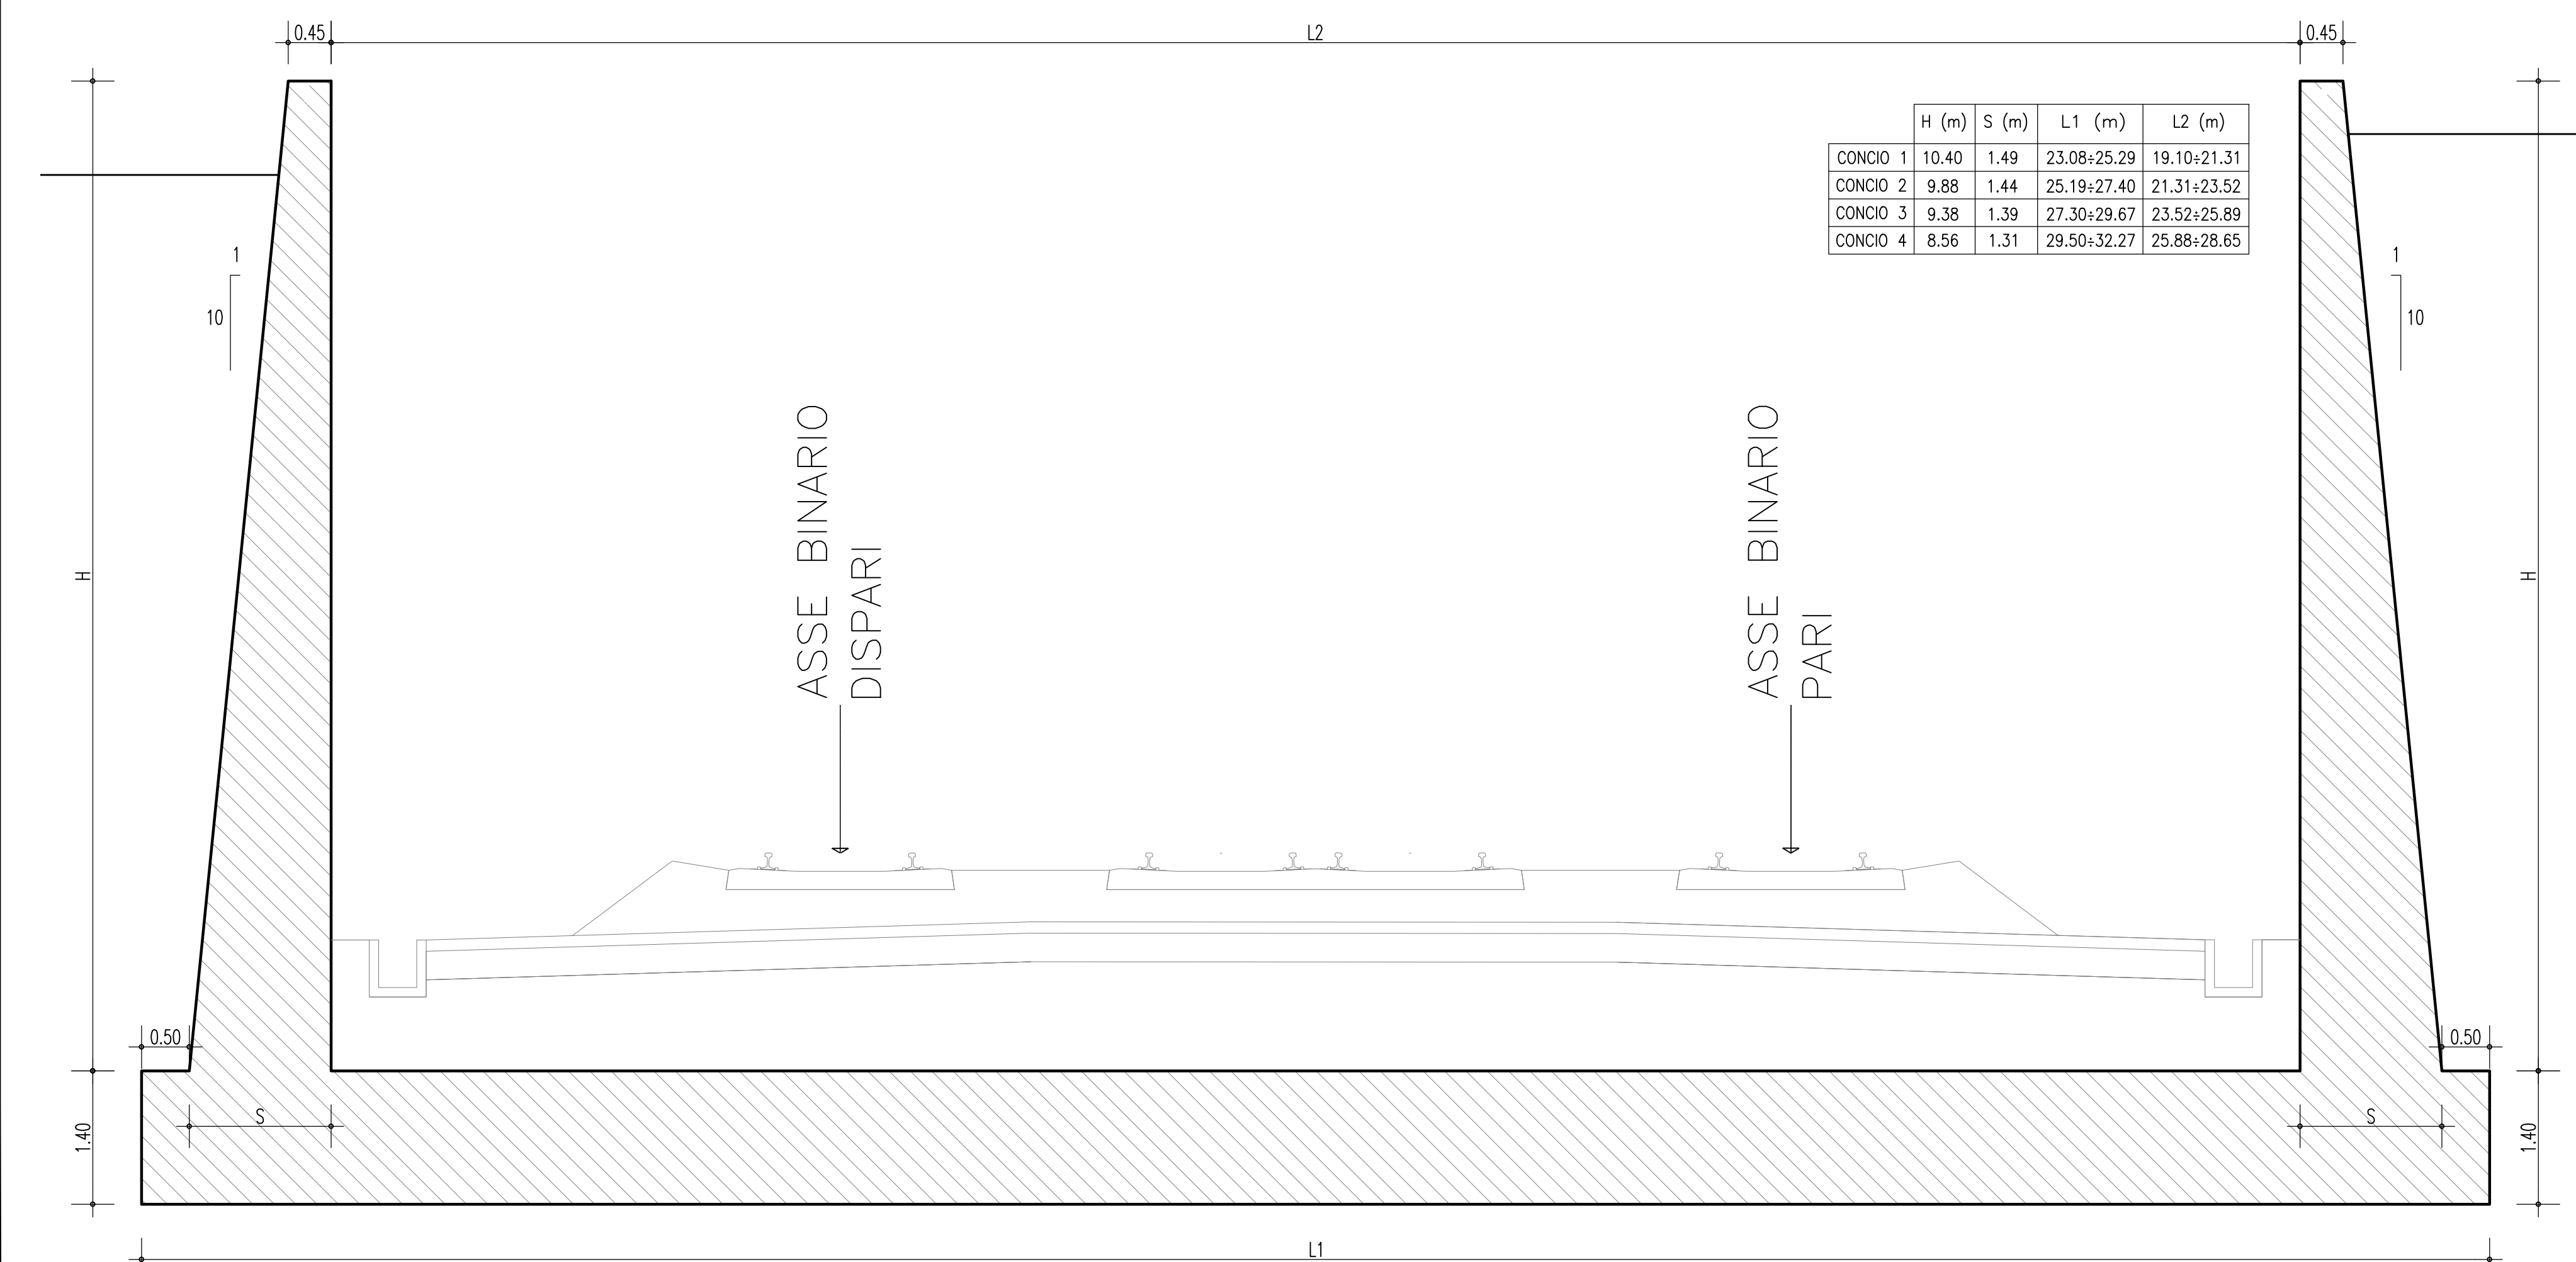 0.45 L2 0.45
H (m) S (m) L1 (m) L2 (m)
CONCIO 1 10.40 1.49 23.08÷25.29 19.10÷21.31
CONCIO 2 9.88 1.44 25.19÷27.40 21.31÷23.52
CONCIO 3 9.38 1.39 27.30÷29.67 23.52÷25.89
CONCIO 4 8.56 1.31 29.50÷32.27 25.88÷28.65
1
10
1
10
ASSE BINARIO
DISPARI
ASSE BINARIO
PARI
H
H
0.50
0.50
S
S
1.40
1.40
L1